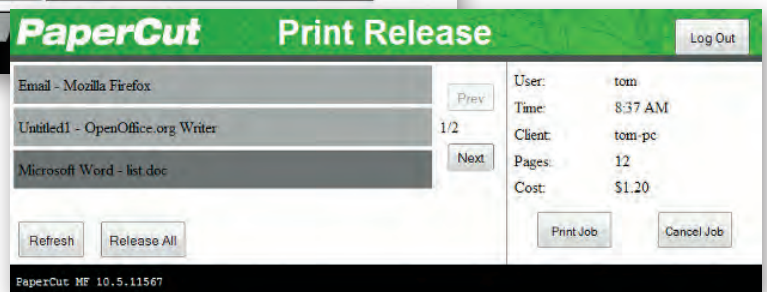 PaperCut Print Release Log Out
Email - Mozilla Firefox
Untitled1 - OpenOffice.org Writer
Microsoft Word - list.doc
Prev
1/2
Next
Refresh Release All
User: tom
Time: 8:37 AM
Client: tom-pc
Pages: 12
Cost: $1.20
Print Job Cancel Job
PaperCut MF 10.5.11567